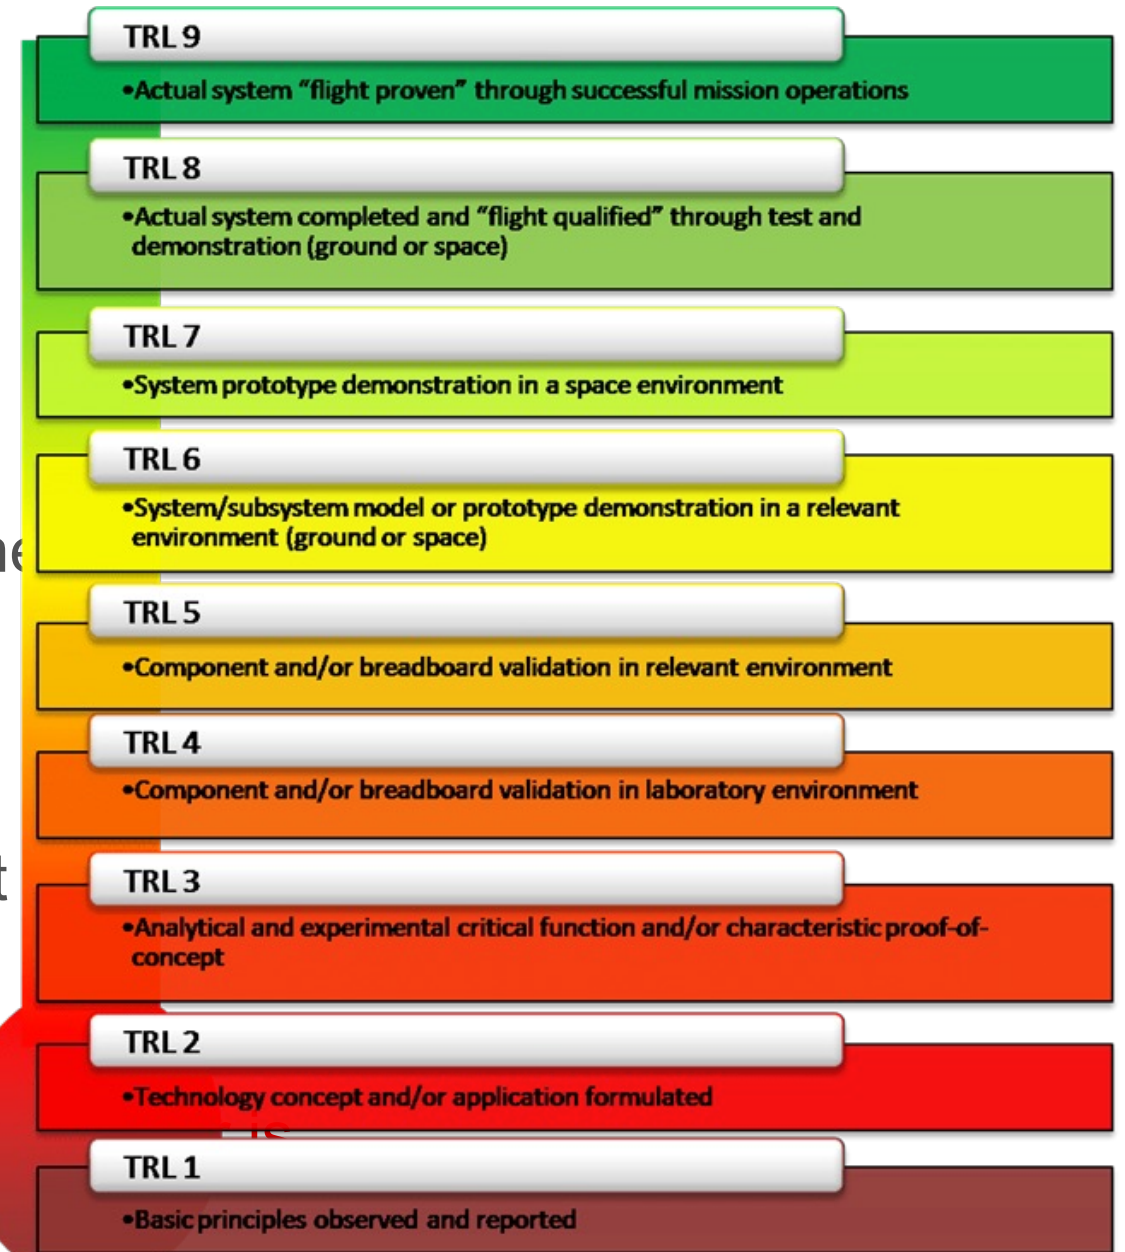 TRL 9
•Actual system “flight proven” through successful mission operations
TRL 8
•Actual system completed and “flight qualified” through test and
demonstration (ground or space)
TRL 7
•System prototype demonstration in a space environment
TRL 6
•System/subsystem model or prototype demonstration in a relevant
environment (ground or space)
TRL 5
•Component and/or breadboard validation in relevant environment
TRL 4
•Component and/or breadboard validation in laboratory environment
TRL 3
•Analytical and experimental critical function and/or characteristic proof-of-
concept
TRL 2
•Technology concept and/or application formulated
is
TRL 1
•Basic principles observed and reported